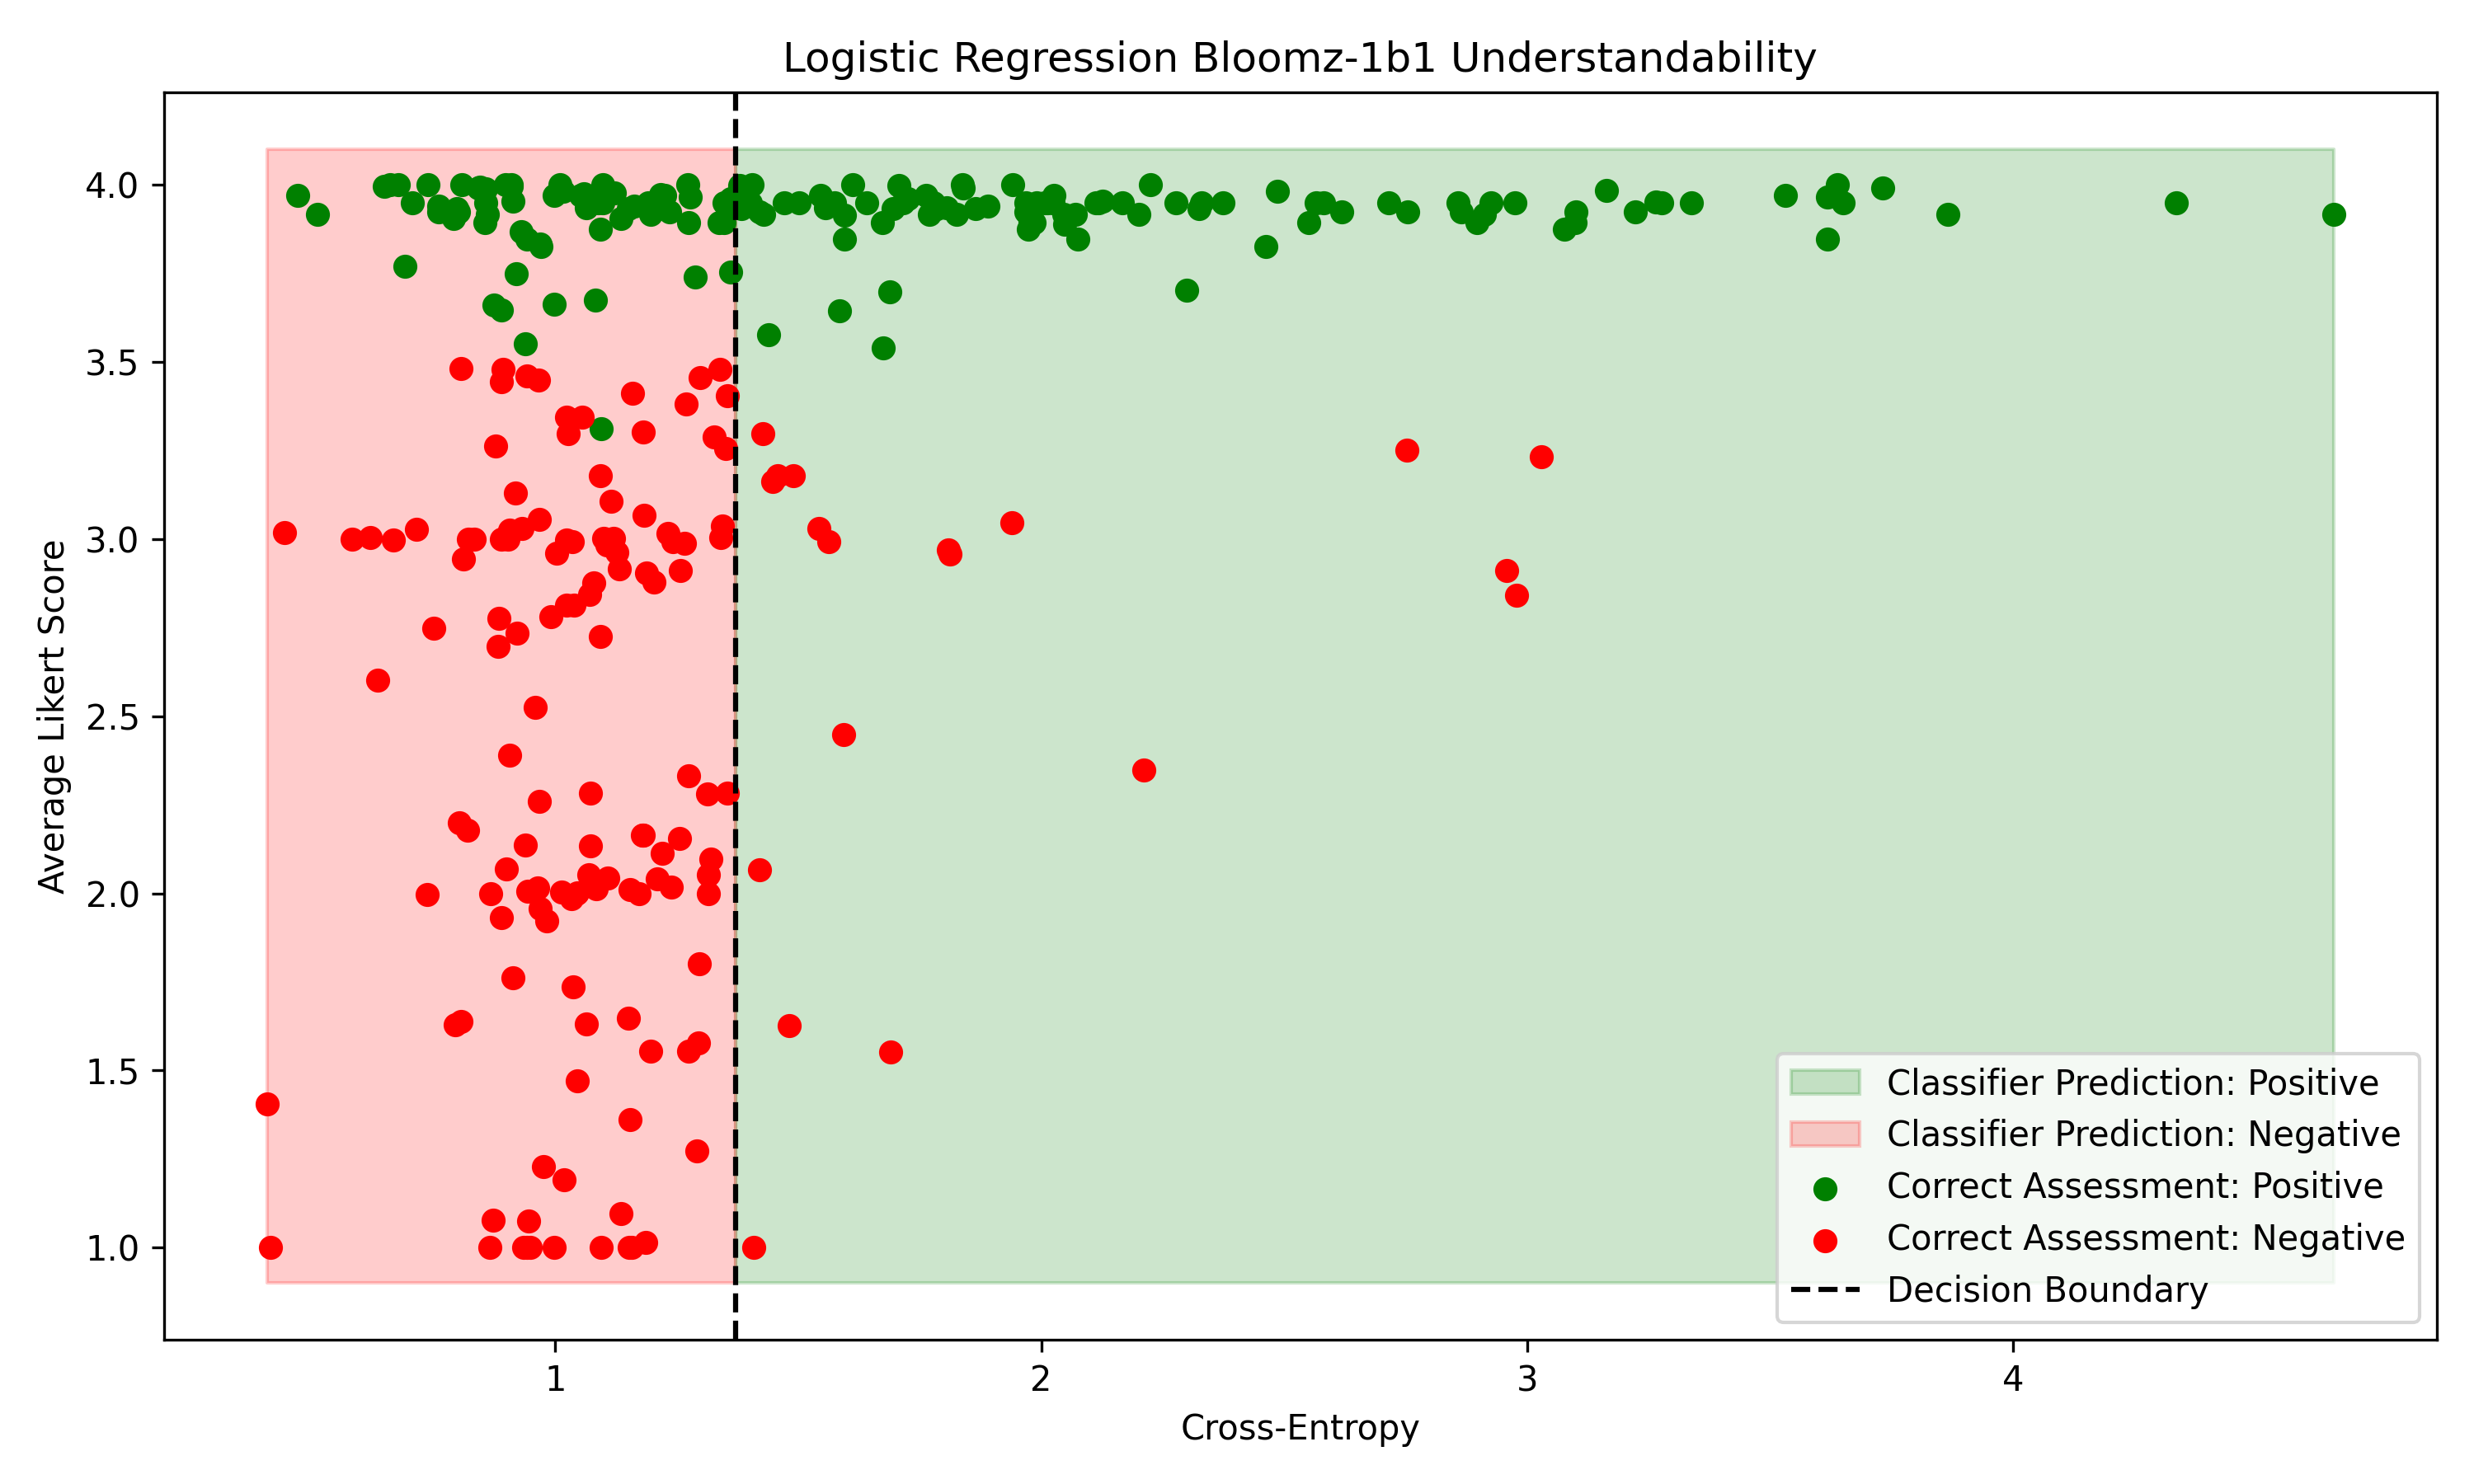 Logistic Regression Bloomz-1b1 Understandability
4.0
3.5
3.0
2.5
2.0
1.5
1.0
Average Likert Score
Classifier Prediction: Positive
Classifier Prediction: Negative
Correct Assessment: Positive
Correct Assessment: Negative
Decision Boundary
1 2 3 4
Cross-Entropy